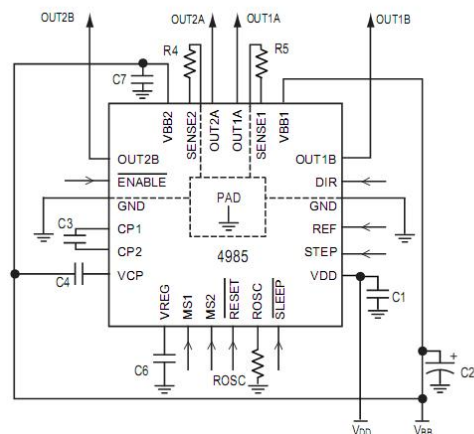 OUT2B
OUT2A
OUT1A
OUT1B
R4
R5
C7
VBB2
SENSE2
OUT2A
OUT1A
SENSE1
VBB1
OUT2B
OUT1B
ENABLE
DIR
GND
PAD
GND
C3
CP1
REF
CP2
STEP
4985
C4
VCP
VDD
C1
VREG
MS1
MS2
RESET
ROSC
SLEEP
C6
ROSC
C2
+
VDD
VBB